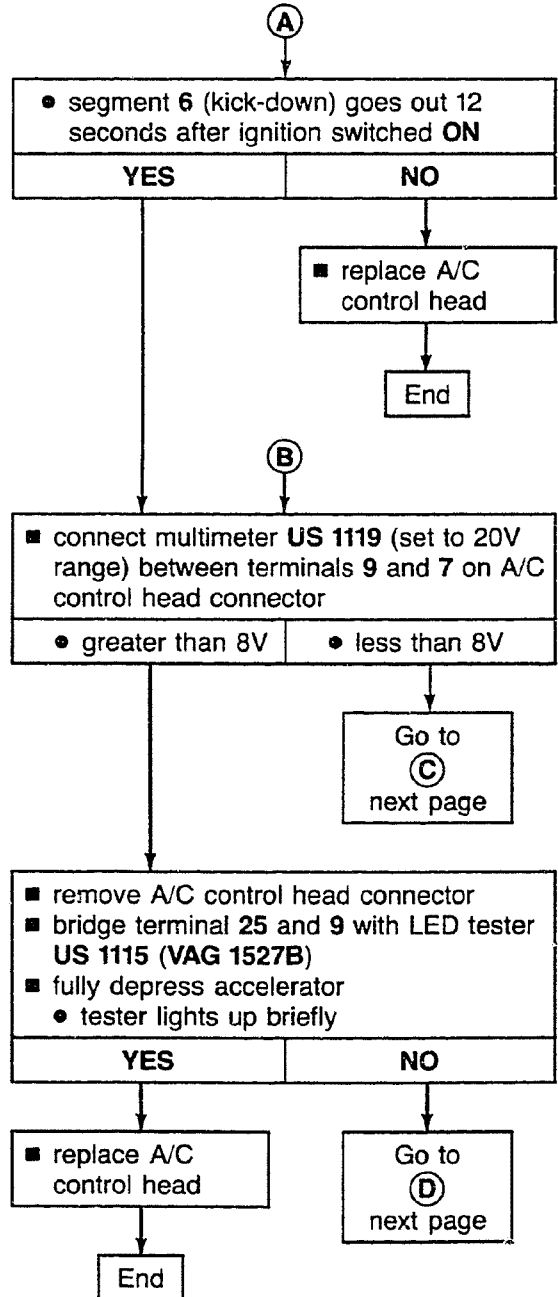 A
● segment 6 (kick-down) goes out 12
seconds after ignition switched ON
YES
NO
■ replace A/C
control head
End
B
■ connect multimeter US 1119 (set to 20V
range) between terminals 9 and 7 on A/C
control head connector
● greater than 8V
● less than 8V
Go to
C
next page
■ remove A/C control head connector
■ bridge terminal 25 and 9 with LED tester
US 1115 (VAG 1527B)
■ fully depress accelerator
● tester lights up briefly
YES
NO
■ replace A/C
control head
End
Go to
D
next page